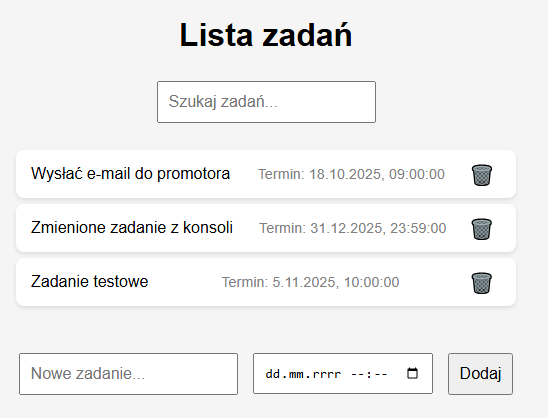 Lista zadań
Szukaj zadań...
Wysłać e-mail do promotora Termin: 18.10.2025, 09:00:00
Zmienione zadanie z konsoli Termin: 31.12.2025, 23:59:00
Zadanie testowe Termin: 5.11.2025, 10:00:00
Nowe zadanie... dd.mm.rrrr --:-- Dodaj